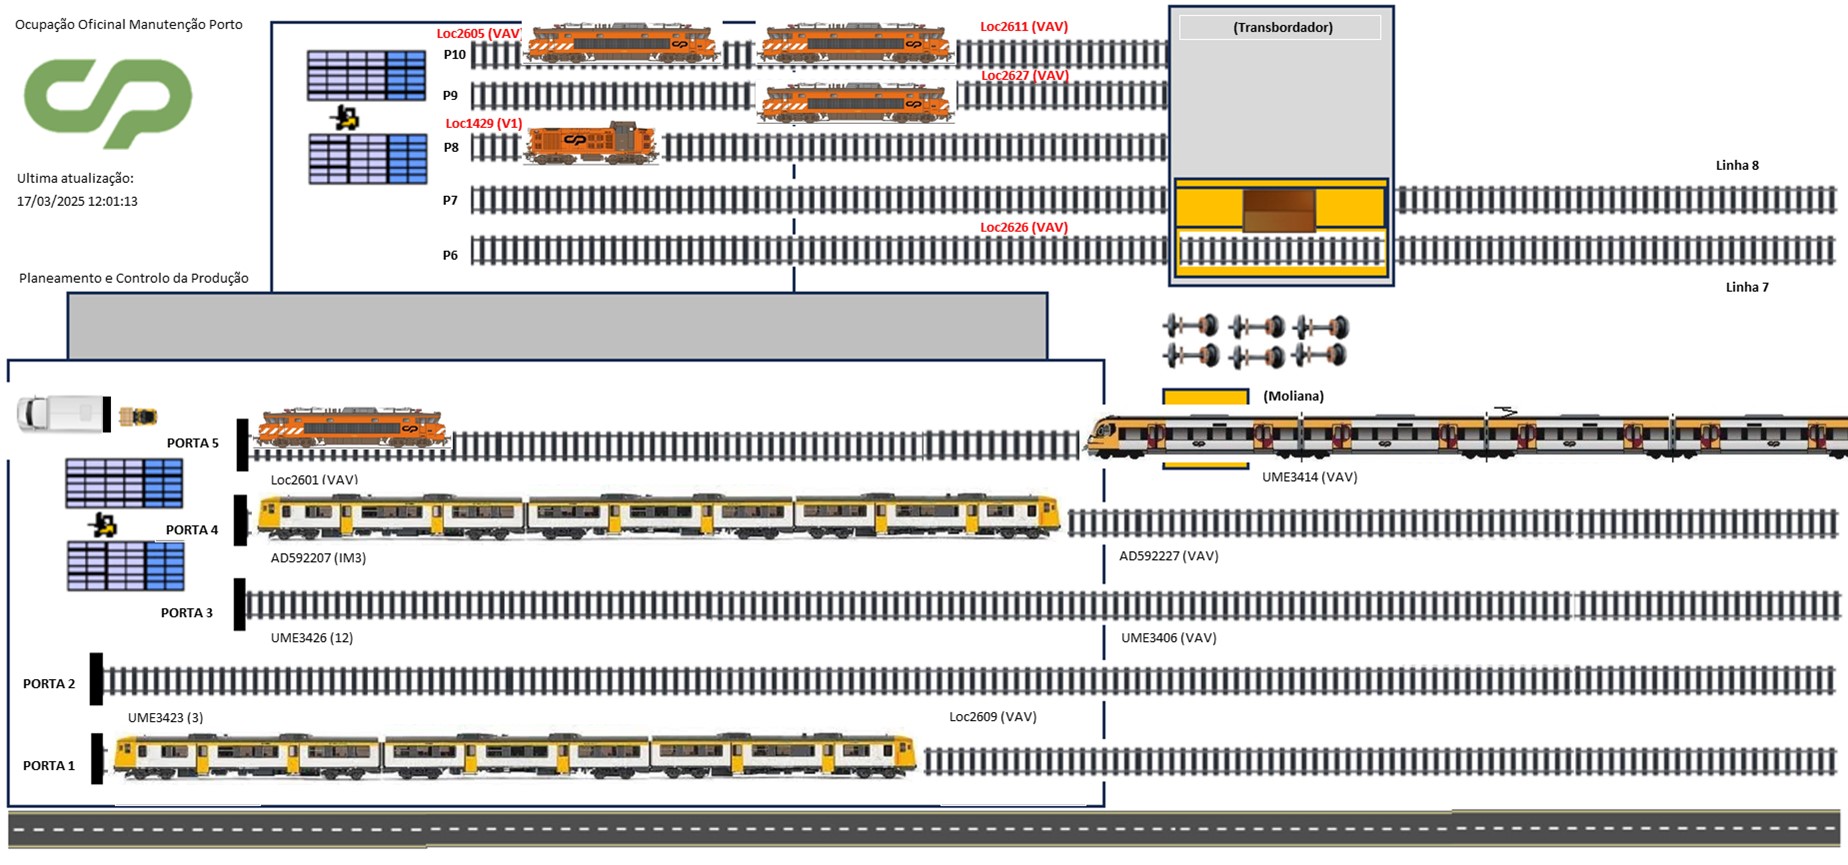 Ocupação Oficinal Manutenção Porto
Ultima atualização:
17/03/2025 12:01:13
Planeamento e Controlo da Produção
Loc2605 (VAV)
Loc2611 (VAV)
P10
Loc2627 (VAV)
P9
Loc1429 (V1)
P8
P7
Loc2626 (VAV)
P6
(Transbordador)
Linha 8
Linha 7
(Moliana)
PORTA 5
Loc2601 (VAV)
UME3414 (VAV)
PORTA 4
AD592207 (IM3)
AD592227 (VAV)
PORTA 3
UME3426 (12)
UME3406 (VAV)
PORTA 2
UME3423 (3)
Loc2609 (VAV)
PORTA 1